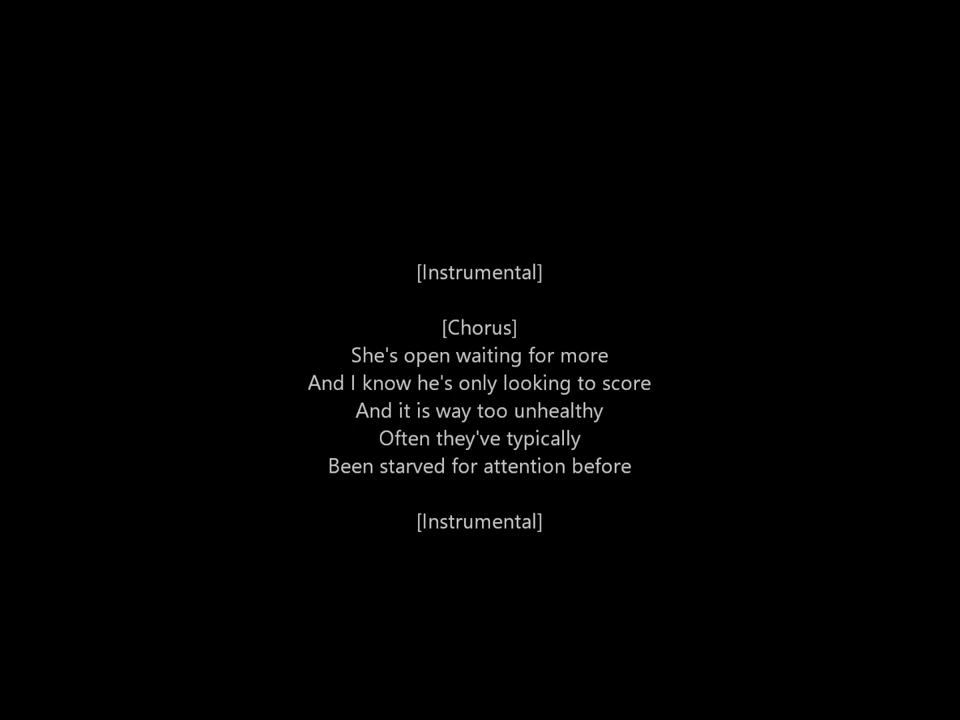 [Instrumental]
[Chorus]
She's open waiting for more
And I know he's only looking to score
And it is way too unhealthy
Often they've typically
Been starved for attention before
[Instrumental]